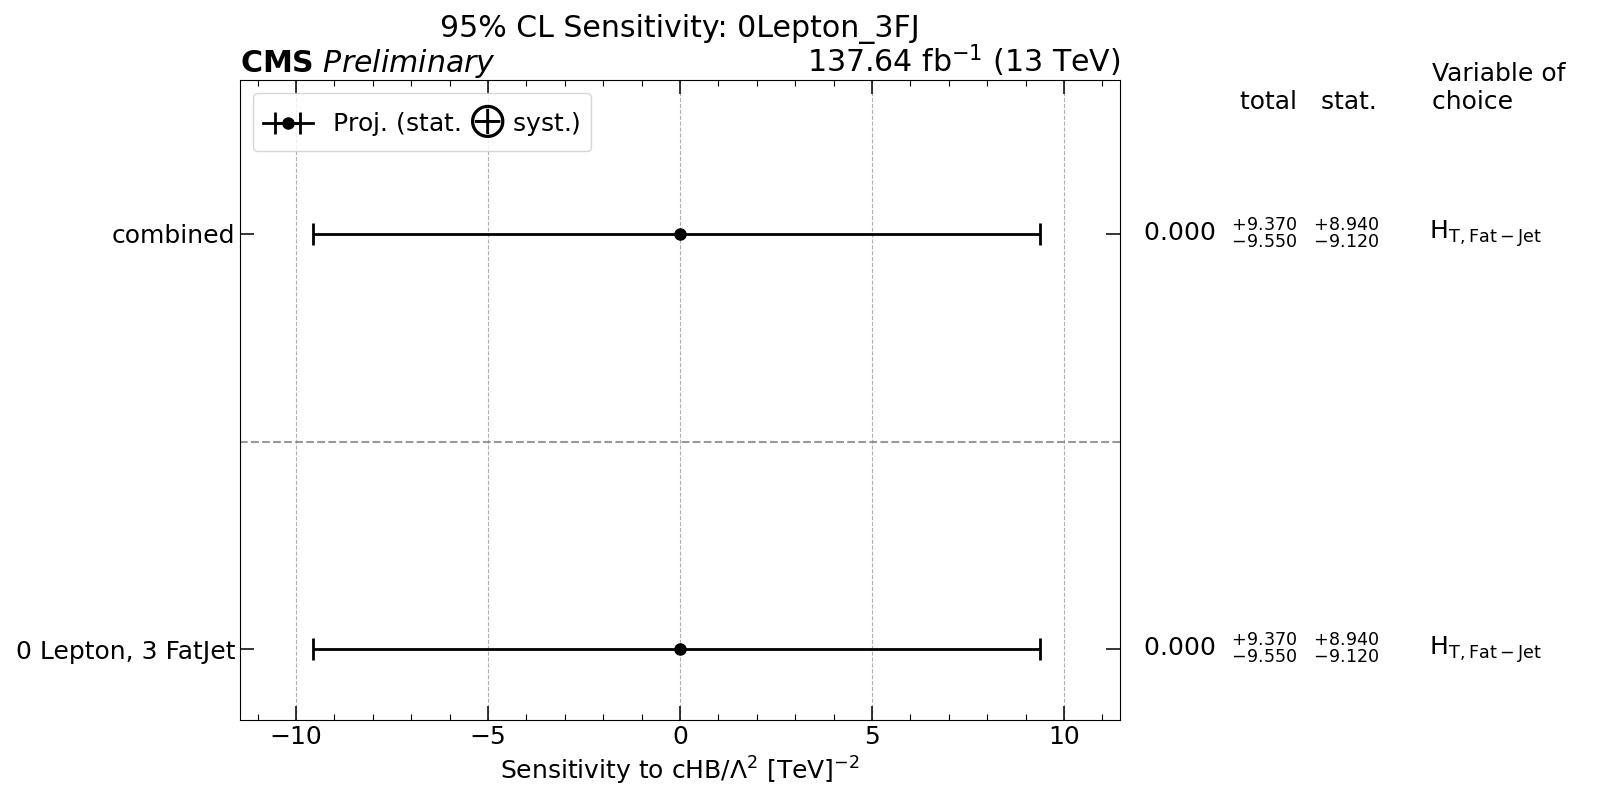 95% CL Sensitivity: 0Lepton_3FJ
CMS Preliminary 137.64 fb⁻¹ (13 TeV)
Variable of
total stat. choice
Proj. (stat. ⊕ syst.)
combined 0.000 +9.370 −9.550 +8.940 −9.120 H_T, Fat−Jet
0 Lepton, 3 FatJet 0.000 +9.370 −9.550 +8.940 −9.120 H_T, Fat−Jet
−10 −5 0 5 10
Sensitivity to cHB/Λ² [TeV]⁻²